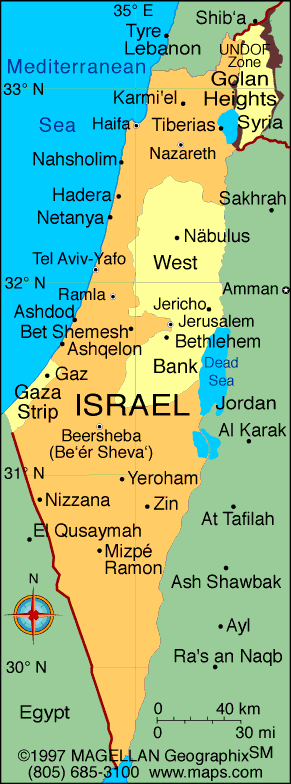 35° E
Shib‘a
Tyre
Lebanon
UNDOF
Zone
Mediterranean
Golan
Heights
33° N
Karmi'el
Sea
Haifa
Tiberias
Syria
Nazareth
Nahsholim
Hadera
Sakhrah
Netanya
Näbulus
Tel Aviv-Yafo
West
32° N
Amman
Ramla
Jericho
Ashdod
Jerusalem
Bet Shemesh
Bethlehem
Ashqelon
Dead
Sea
Bank
Gaz
Gaza
Strip
ISRAEL
Jordan
Beersheba
(Be'ér Sheva‘)
Al Karak
31° N
Yeroham
Nizzana
Zin
At Tafilah
El Qusaymah
Mizpé
Ramon
Ash Shawbak
N
Ayl
Ra's an Naqb
30° N
Egypt
0 40 km
0 30 mi
©1997 MAGELLAN Geographix SM
(805) 685-3100 www.maps.com